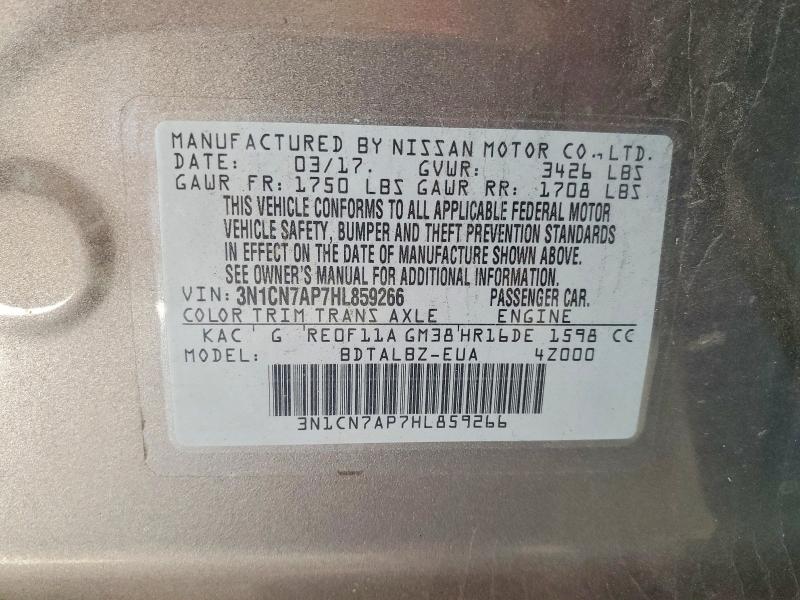 MANUFACTURED BY NISSAN MOTOR CO., LTD.
DATE: 03/17. GVWR: 3426 LBS
GAWR FR: 1750 LBS GAWR RR: 1708 LBS
THIS VEHICLE CONFORMS TO ALL APPLICABLE FEDERAL MOTOR
VEHICLE SAFETY, BUMPER AND THEFT PREVENTION STANDARDS
IN EFFECT ON THE DATE OF MANUFACTURE SHOWN ABOVE.
SEE OWNER'S MANUAL FOR ADDITIONAL INFORMATION.
VIN: 3N1CN7AP7HL859266 PASSENGER CAR.
COLOR TRIM TRANS AXLE ENGINE
KAC G RE0F11A GM38 HR16DE 1598 CC
MODEL: BDTALBZ-EUA 4Z000
3N1CN7AP7HL859266